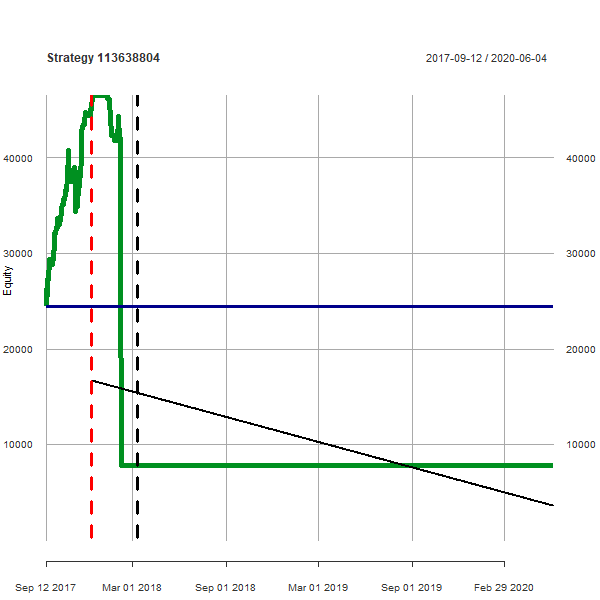 Strategy 113638804
2017-09-12 / 2020-06-04
40000
40000
30000
30000
Equity
20000
20000
10000
10000
Sep 12 2017
Mar 01 2018
Sep 01 2018
Mar 01 2019
Sep 01 2019
Feb 29 2020